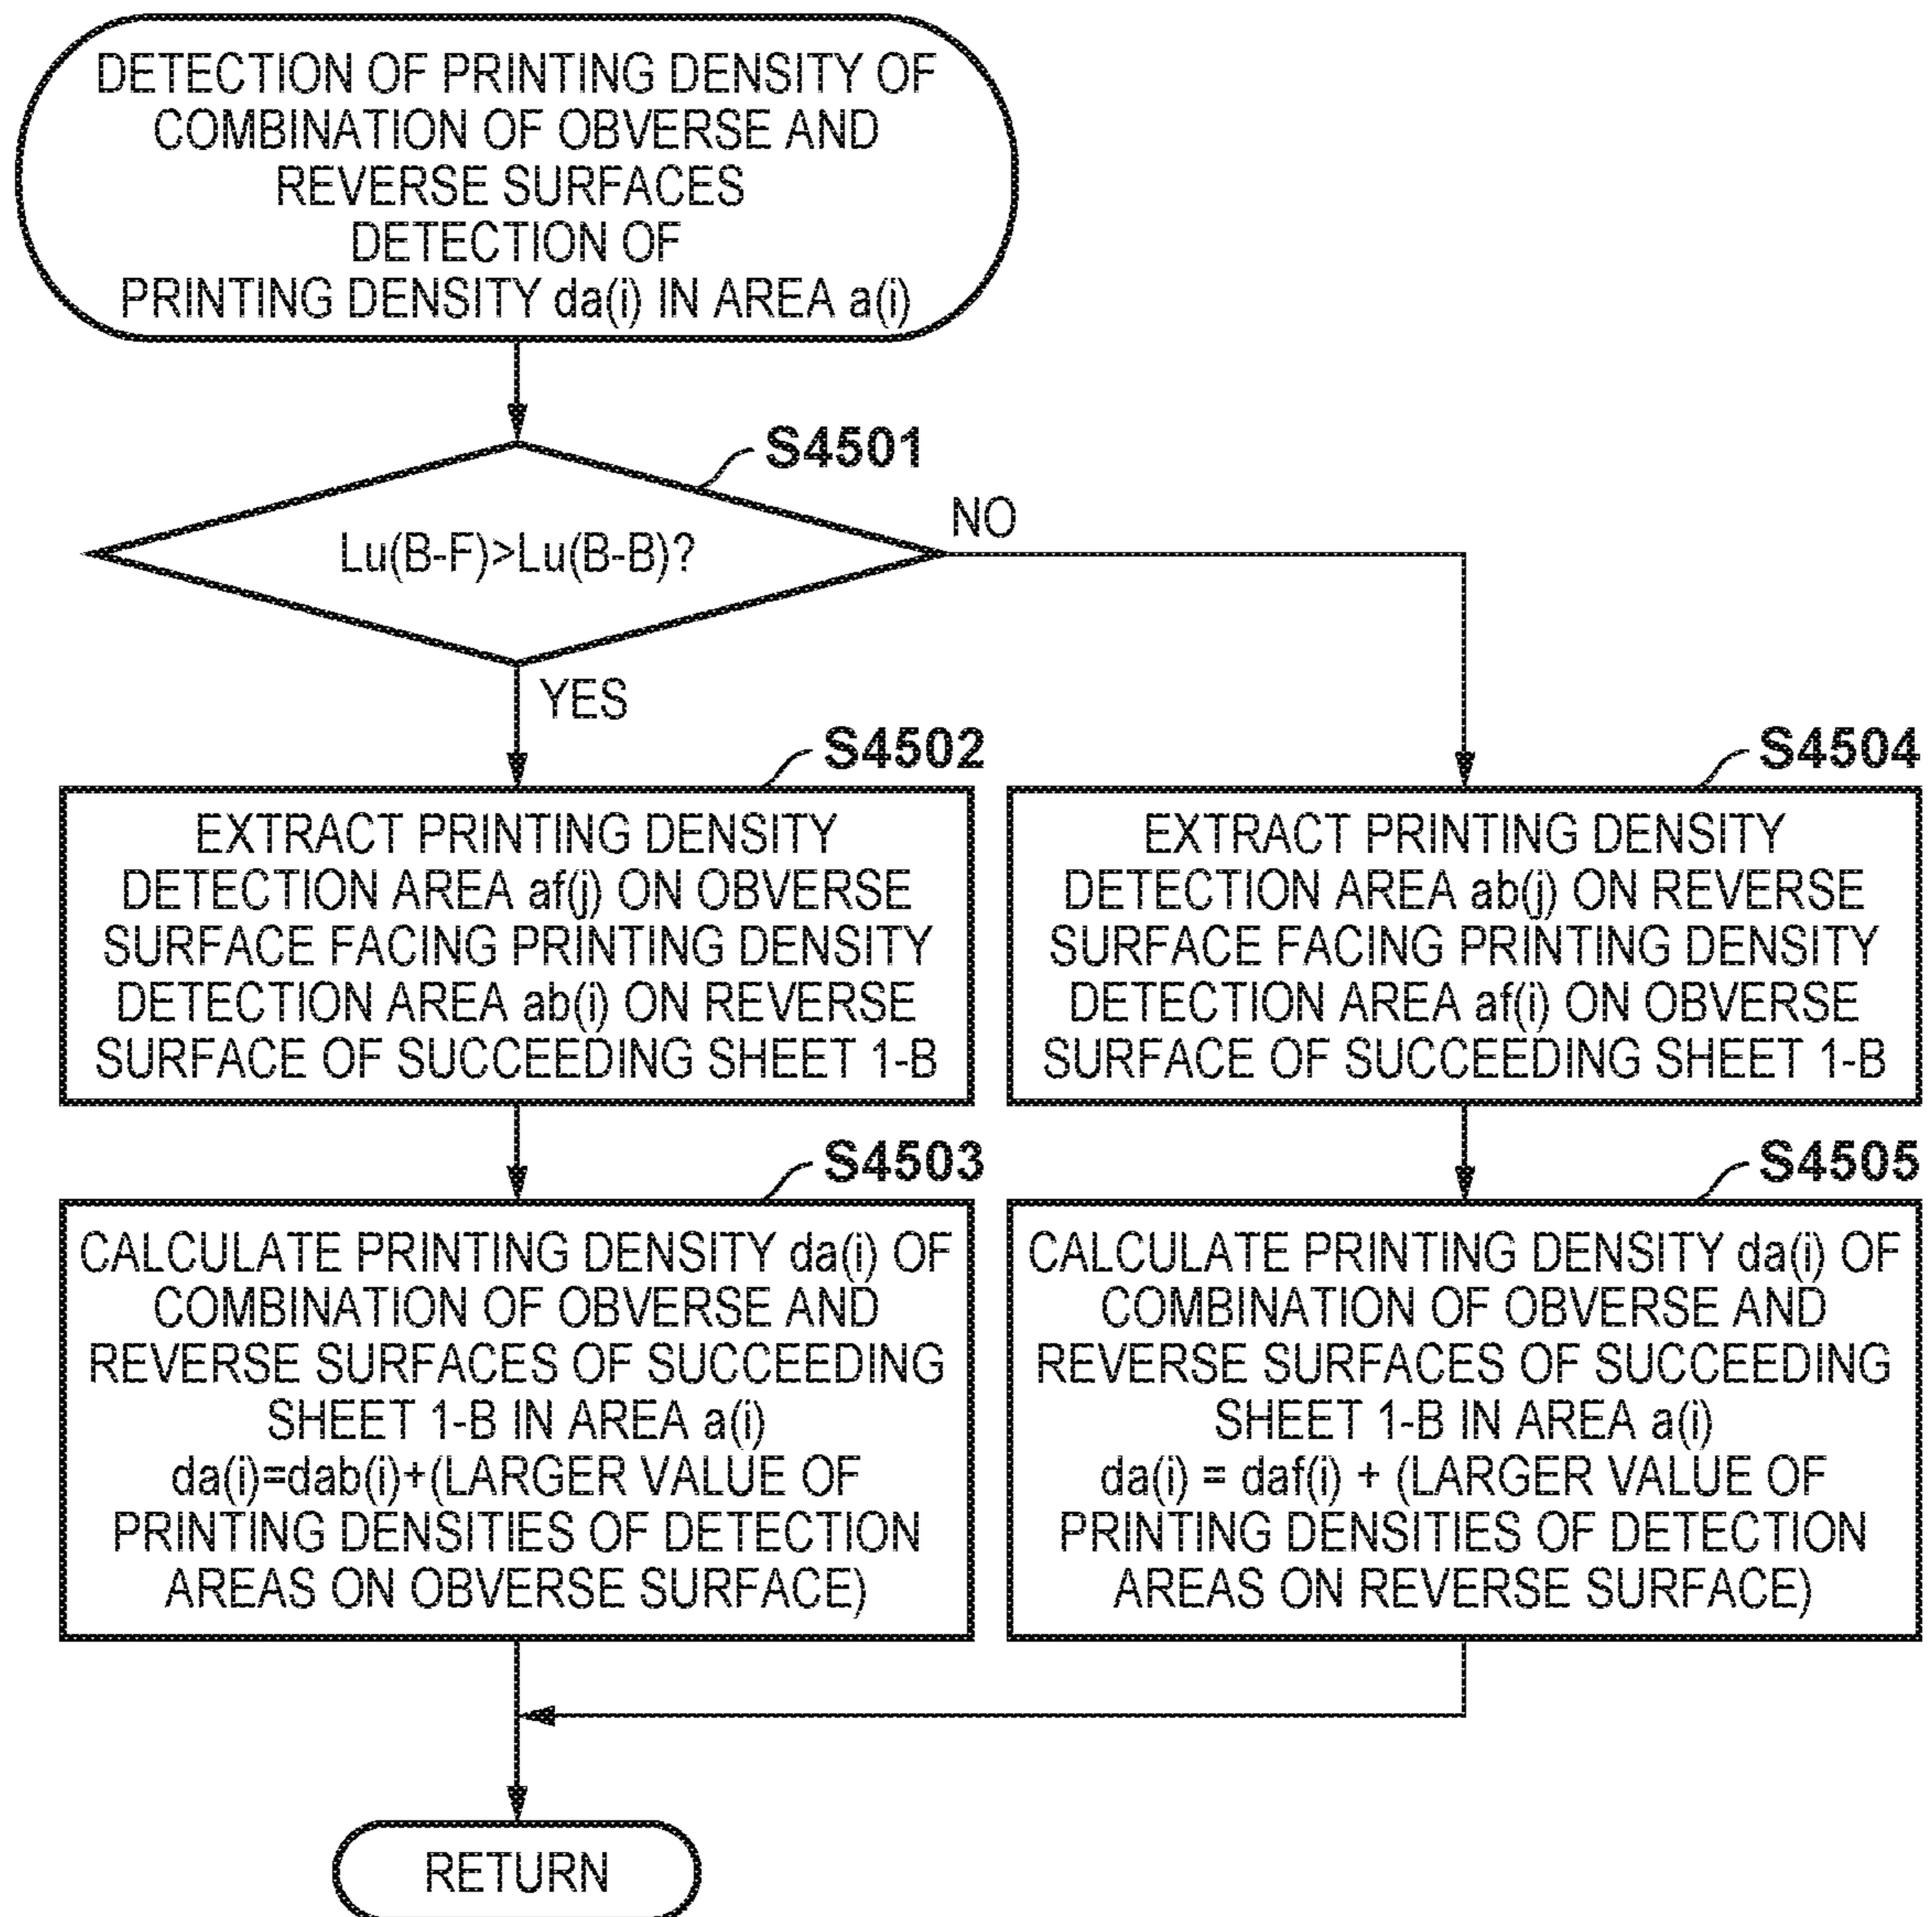 DETECTION OF PRINTING DENSITY OF
COMBINATION OF OBVERSE AND
REVERSE SURFACES
DETECTION OF
PRINTING DENSITY da(i) IN AREA a(i)
S4501
Lu(B-F)>Lu(B-B)?
NO
YES
S4502
EXTRACT PRINTING DENSITY
DETECTION AREA af(j) ON OBVERSE
SURFACE FACING PRINTING DENSITY
DETECTION AREA ab(i) ON REVERSE
SURFACE OF SUCCEEDING SHEET 1-B
S4504
EXTRACT PRINTING DENSITY
DETECTION AREA ab(j) ON REVERSE
SURFACE FACING PRINTING DENSITY
DETECTION AREA af(i) ON OBVERSE
SURFACE OF SUCCEEDING SHEET 1-B
S4503
CALCULATE PRINTING DENSITY da(i) OF
COMBINATION OF OBVERSE AND
REVERSE SURFACES OF SUCCEEDING
SHEET 1-B IN AREA a(i)
da(i)=dab(i)+(LARGER VALUE OF
PRINTING DENSITIES OF DETECTION
AREAS ON OBVERSE SURFACE)
S4505
CALCULATE PRINTING DENSITY da(i) OF
COMBINATION OF OBVERSE AND
REVERSE SURFACES OF SUCCEEDING
SHEET 1-B IN AREA a(i)
da(i) = daf(i) + (LARGER VALUE OF
PRINTING DENSITIES OF DETECTION
AREAS ON REVERSE SURFACE)
RETURN